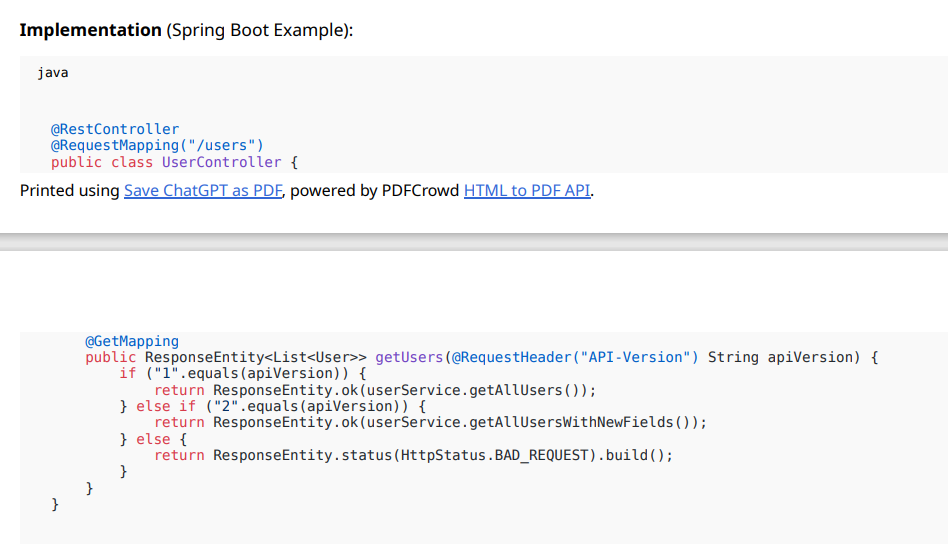 Implementation (Spring Boot Example):
java
@RestController
@RequestMapping("/users")
public class UserController {
Printed using Save ChatGPT as PDF, powered by PDFCrowd HTML to PDF API.
@GetMapping
public ResponseEntity<List<User>> getUsers(@RequestHeader("API-Version") String apiVersion) {
if ("1".equals(apiVersion)) {
return ResponseEntity.ok(userService.getAllUsers());
} else if ("2".equals(apiVersion)) {
return ResponseEntity.ok(userService.getAllUsersWithNewFields());
} else {
return ResponseEntity.status(HttpStatus.BAD_REQUEST).build();
}
}
}